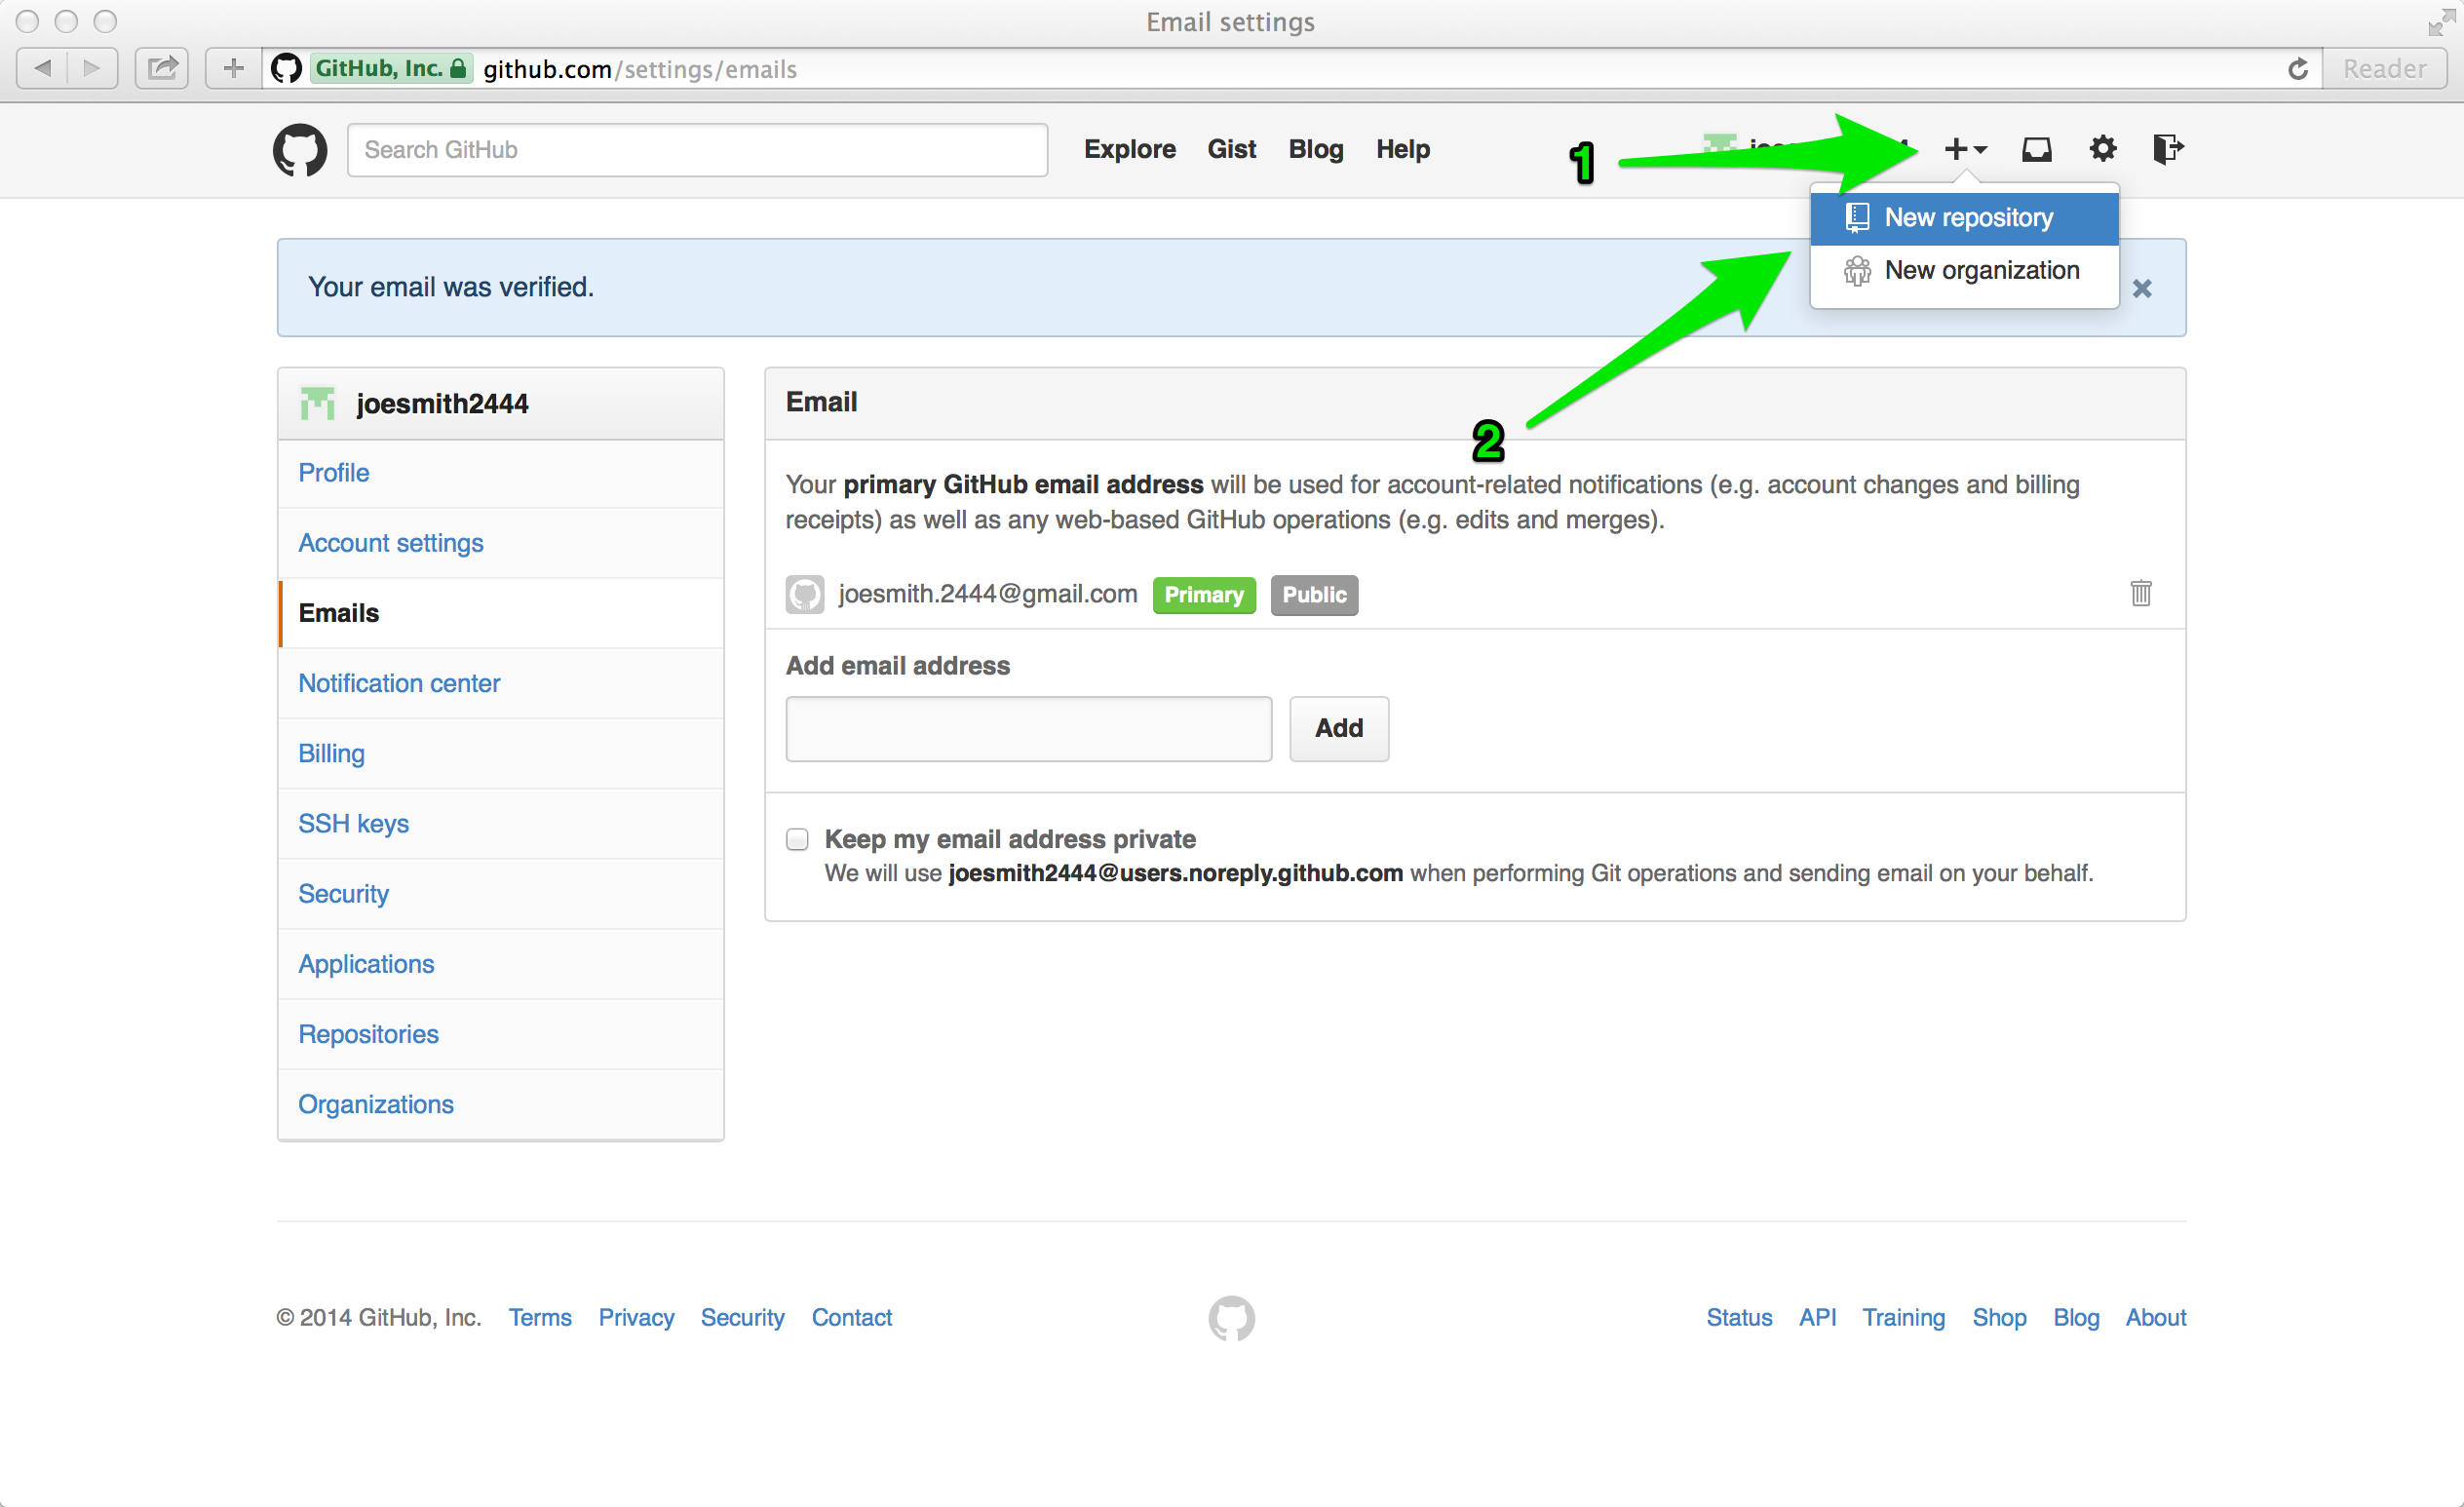 Email settings
GitHub, Inc. github.com/settings/emails
Reader
Search GitHub
Explore Gist Blog Help
1
New repository
New organization
Your email was verified.
joesmith2444
Profile
Account settings
Emails
Notification center
Billing
SSH keys
Security
Applications
Repositories
Organizations
Email
2
Your primary GitHub email address will be used for account-related notifications (e.g. account changes and billing
receipts) as well as any web-based GitHub operations (e.g. edits and merges).
joesmith.2444@gmail.com Primary Public
Add email address
Add
Keep my email address private
We will use joesmith2444@users.noreply.github.com when performing Git operations and sending email on your behalf.
© 2014 GitHub, Inc. Terms Privacy Security Contact
Status API Training Shop Blog About